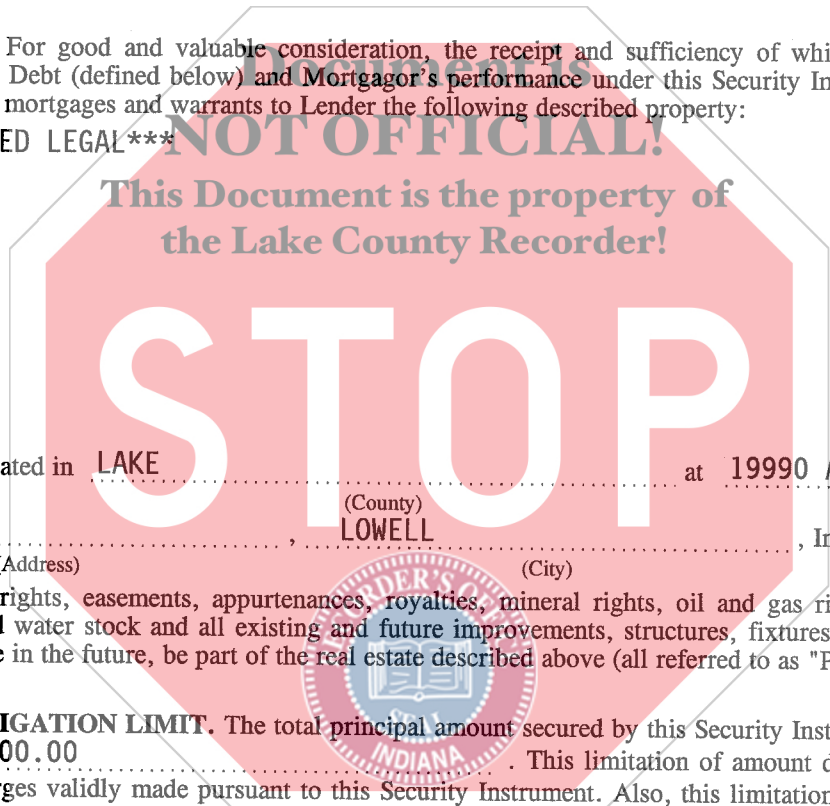 For good and valuable consideration, the receipt and sufficiency of whi
Debt (defined below) and Mortgagor's performance under this Security In
mortgages and warrants to Lender the following described property:
ED LEGAL***
Document is
NOT OFFICIAL!
This Document is the property of
the Lake County Recorder!
STOP
ated in LAKE at 19990
(County)
, LOWELL , In
(Address) (City)
rights, easements, appurtenances, royalties, mineral rights, oil and gas ri
water stock and all existing and future improvements, structures, fixtures
e in the future, be part of the real estate described above (all referred to as "P
IGATION LIMIT. The total principal amount secured by this Security Inst
00.00 . This limitation of amount d
ges validly made pursuant to this Security Instrument. Also, this limitation
RECORDER'S OFFICE
SEAL
INDIANA